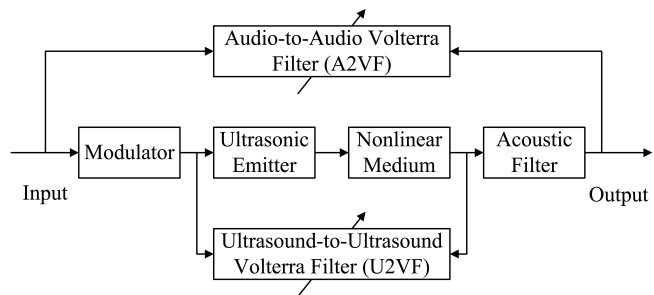 Audio-to-Audio Volterra
Filter (A2VF)
Modulator
Ultrasonic
Emitter
Nonlinear
Medium
Acoustic
Filter
Input
Output
Ultrasound-to-Ultrasound
Volterra Filter (U2VF)